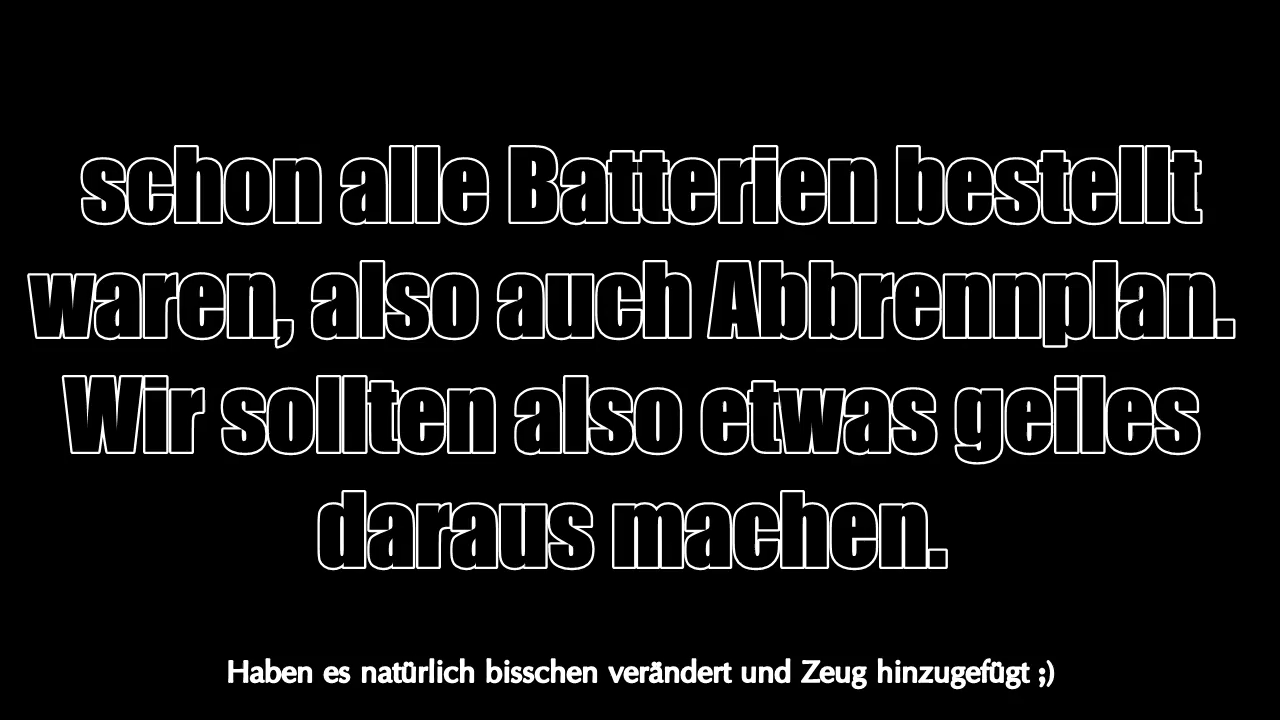 schon alle Batterien bestellt
waren, also auch Abbrennplan.
Wir sollten also etwas geiles
daraus machen.
Haben es natürlich bisschen verändert und Zeug hinzugefügt ;)